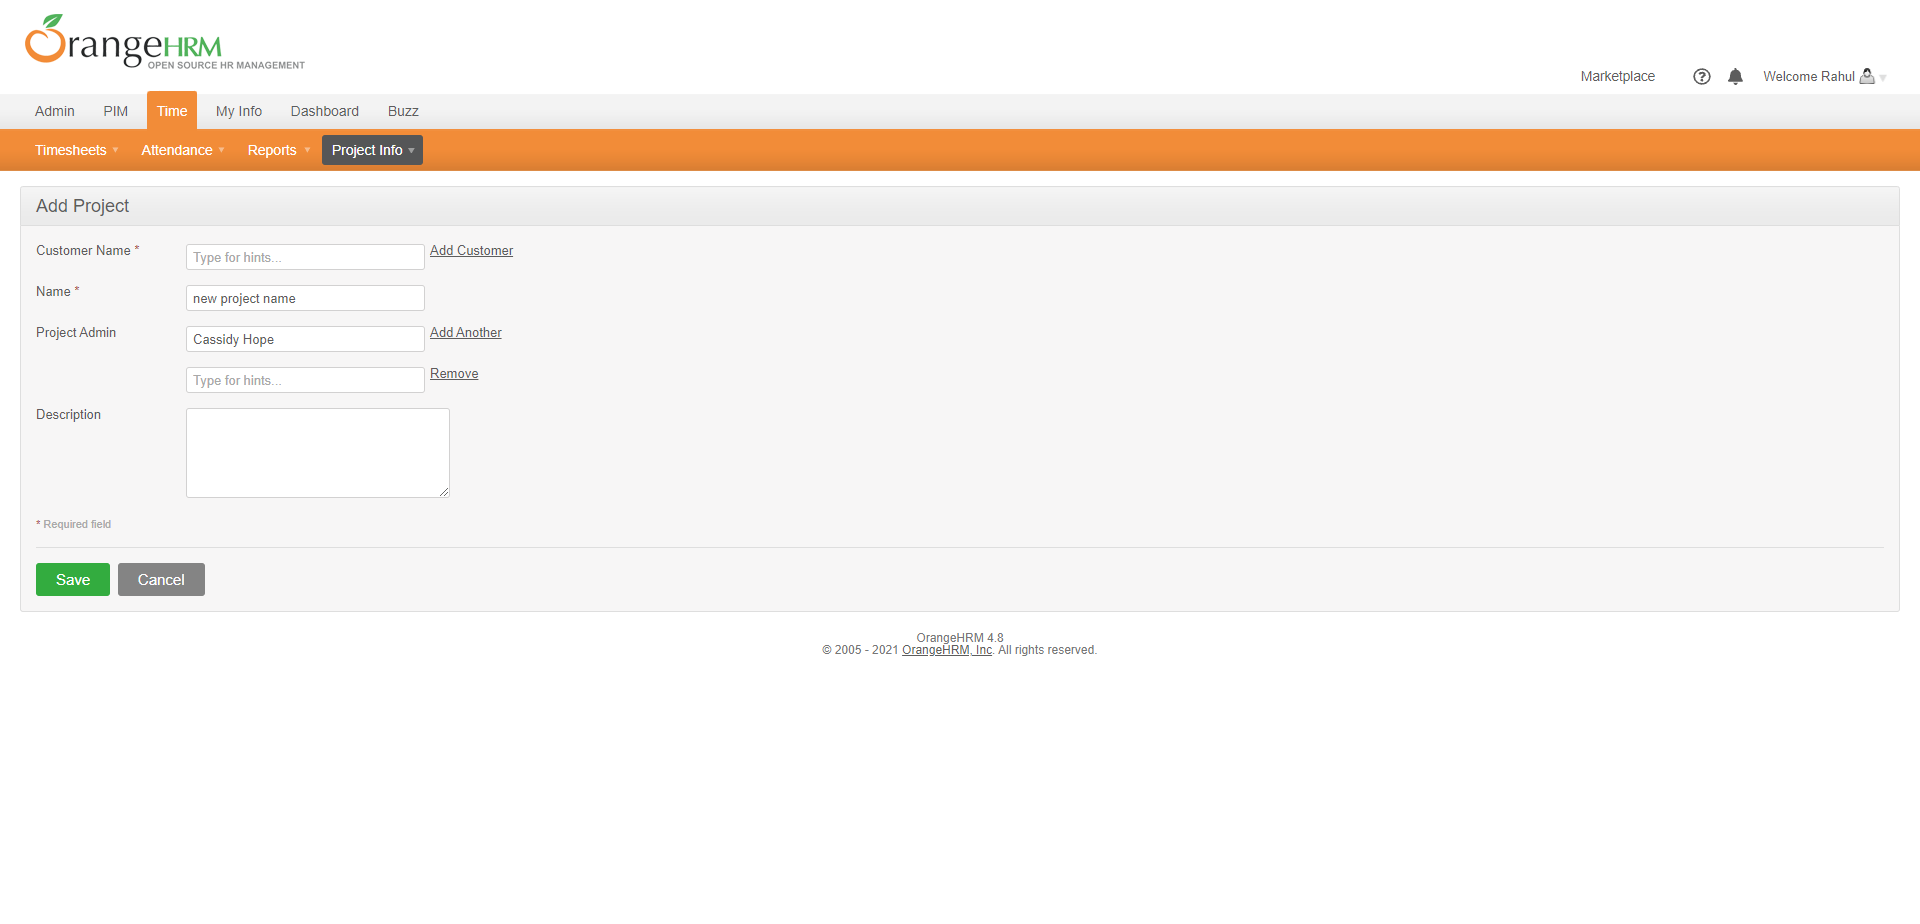 OrangeHRM
OPEN SOURCE HR MANAGEMENT
Marketplace
Welcome Rahul
Admin PIM Time My Info Dashboard Buzz
Timesheets Attendance Reports Project Info
Add Project
Customer Name * Type for hints... Add Customer
Name * new project name
Project Admin Cassidy Hope Add Another
Type for hints... Remove
Description
* Required field
Save Cancel
OrangeHRM 4.8
© 2005 - 2021 OrangeHRM, Inc. All rights reserved.